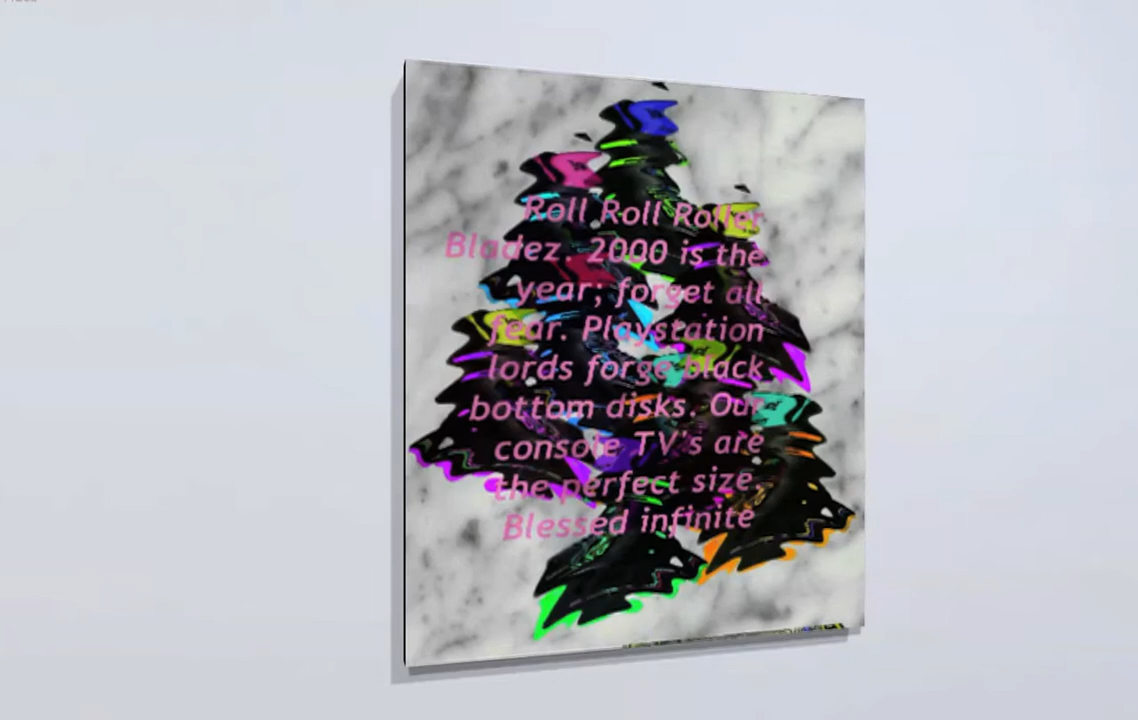 Roll Roll Roller
Bladez. 2000 is the
year; forget all
fear. Playstation
lords forge black
bottom disks. Our
console TV's are
the perfect size.
Blessed infinite